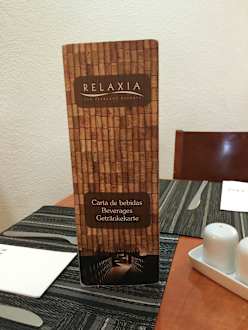 RELAXIA
Carta de bebidas
Beverages
Getränkekarte